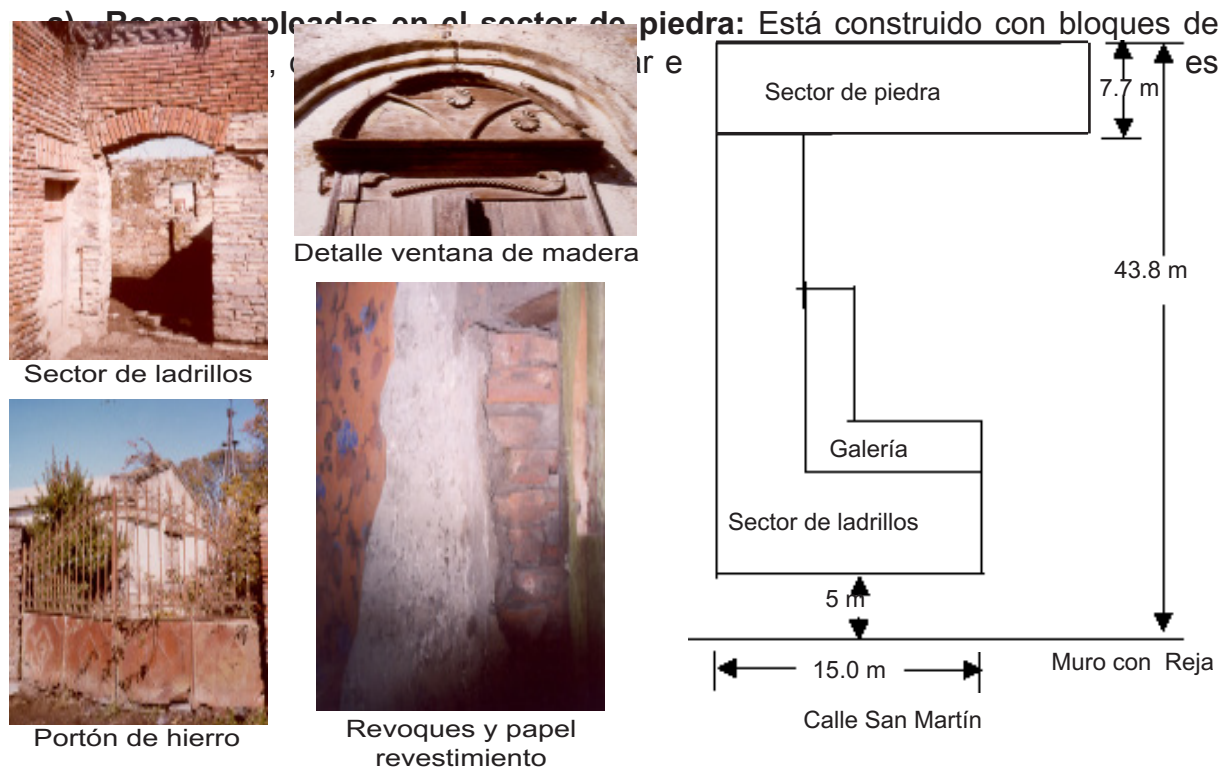 a) Rocas empleadas en el sector de piedra: Está construido con bloques de
es
Sector de piedra
7.7 m
Detalle ventana de madera
43.8 m
Sector de ladrillos
Galería
Sector de ladrillos
5 m
15.0 m
Muro con Reja
Calle San Martín
Portón de hierro
Revoques y papel
revestimiento